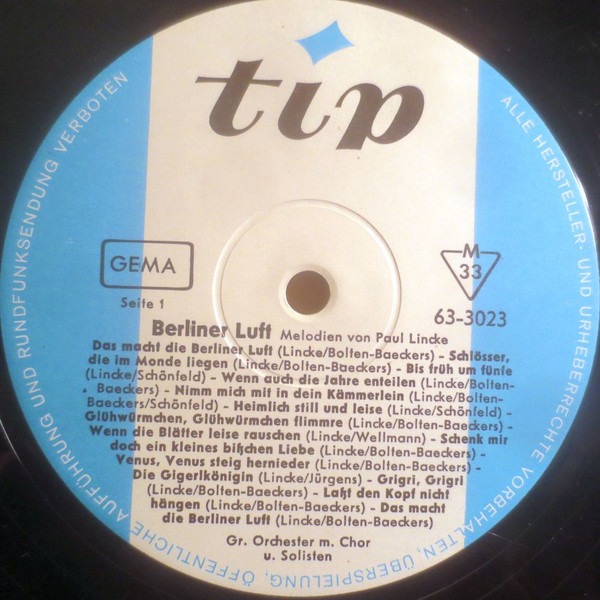 tip
ALLE HERSTELLER- UND URHEBERRECHTE VORBEHALTEN, ÜBERSPIELUNG, ÖFFENTLICHE AUFFÜHRUNG UND RUNDFUNKSENDUNG VERBOTEN
GEMA
M
33
Seite 1
63-3023
Berliner Luft Melodien von Paul Lincke
Das macht die Berliner Luft (Lincke/Bolten-Baeckers) - Schlösser,
die im Monde liegen (Lincke/Bolten-Baeckers) - Bis früh um fünfe
(Lincke/Schönfeld) - Wenn auch die Jahre enteilen (Lincke/Bolten-
Baeckers) - Nimm mich mit in dein Kämmerlein (Lincke/Bolten-
Baeckers/Schönfeld) - Heimlich still und leise (Lincke/Schönfeld) -
Glühwürmchen, Glühwürmchen flimmre (Lincke/Bolten-Baeckers) -
Wenn die Blätter leise rauschen (Lincke/Wellmann) - Schenk mir
doch ein kleines bißchen Liebe (Lincke/Bolten-Baeckers) -
Venus, Venus steig hernieder (Lincke/Bolten-Baeckers) -
Die Gigerlkönigin (Lincke/Jürgens) - Grigri, Grigri
(Lincke/Bolten-Baeckers) - Laßt den Kopf nicht
hängen (Lincke/Bolten-Baeckers) - Das macht
die Berliner Luft (Lincke/Bolten-Baeckers)
Gr. Orchester m. Chor
u. Solisten